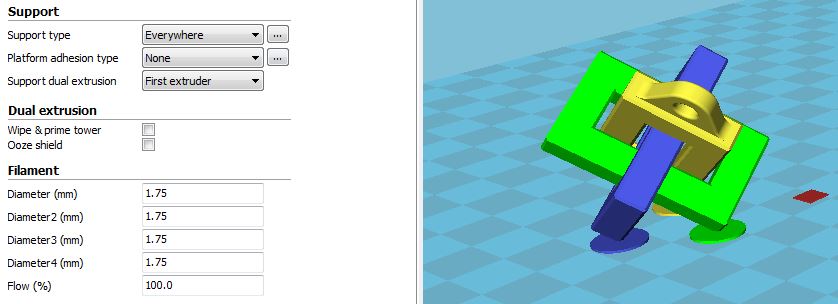 Support
Support type Everywhere ...
Platform adhesion type None ...
Support dual extrusion First extruder
Dual extrusion
Wipe & prime tower
Ooze shield
Filament
Diameter (mm) 1.75
Diameter2 (mm) 1.75
Diameter3 (mm) 1.75
Diameter4 (mm) 1.75
Flow (%) 100.0